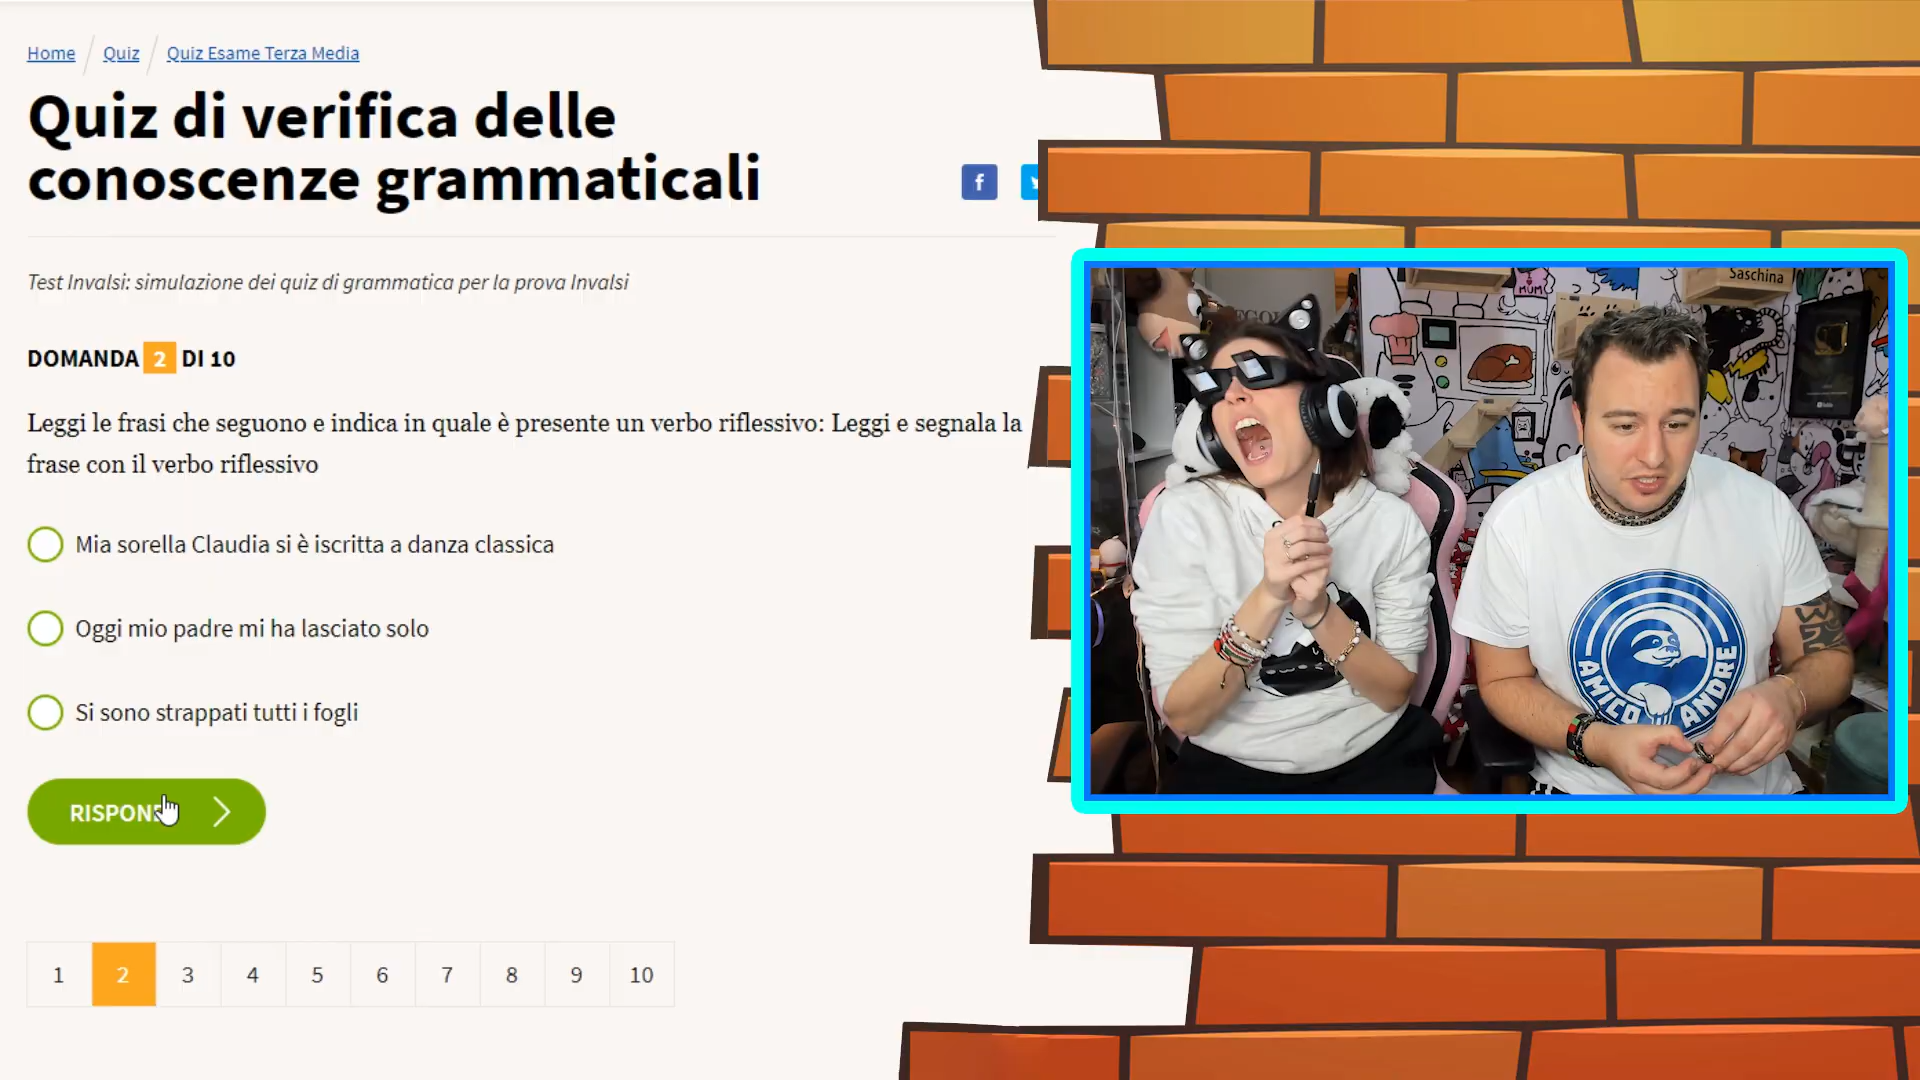 Home Quiz Quiz Esame Terza Media
Quiz di verifica delle
conoscenze grammaticali
Test Invalsi: simulazione dei quiz di grammatica per la prova Invalsi
DOMANDA 2 DI 10
Leggi le frasi che seguono e indica in quale è presente un verbo riflessivo: Leggi e segnala la
frase con il verbo riflessivo
Mia sorella Claudia si è iscritta a danza classica
Oggi mio padre mi ha lasciato solo
Si sono strappati tutti i fogli
1 2 3 4 5 6 7 8 9 10
Saschina
MUM
AMICO ANDRE